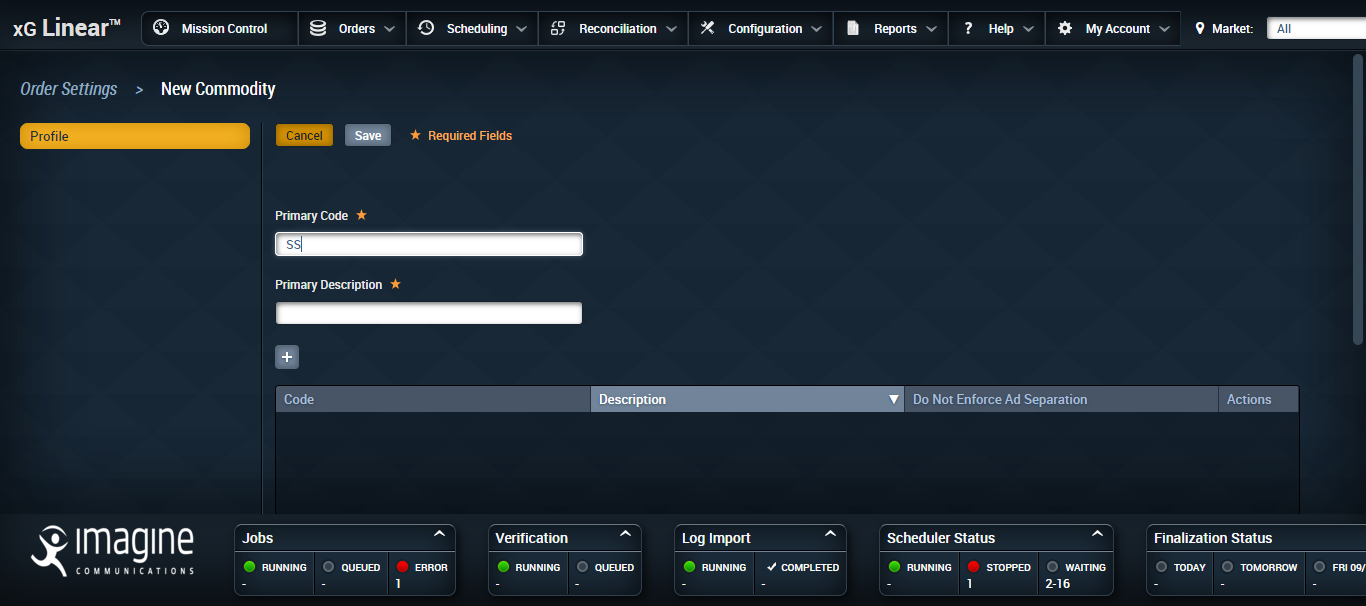 xG Linear™ Mission Control Orders Scheduling Reconciliation Configuration Reports ? Help My Account Market: All
Order Settings > New Commodity
Profile Cancel Save ★ Required Fields
Primary Code ★
SS
Primary Description ★
+
Code Description ▼ Do Not Enforce Ad Separation Actions
imagine
COMMUNICATIONS
Jobs
RUNNING QUEUED ERROR
- 1
Verification
RUNNING QUEUED
- -
Log Import
RUNNING ✓ COMPLETED
- -
Scheduler Status
RUNNING STOPPED WAITING
- 1 2-16
Finalization Status
TODAY TOMORROW FRI 09/
- - -